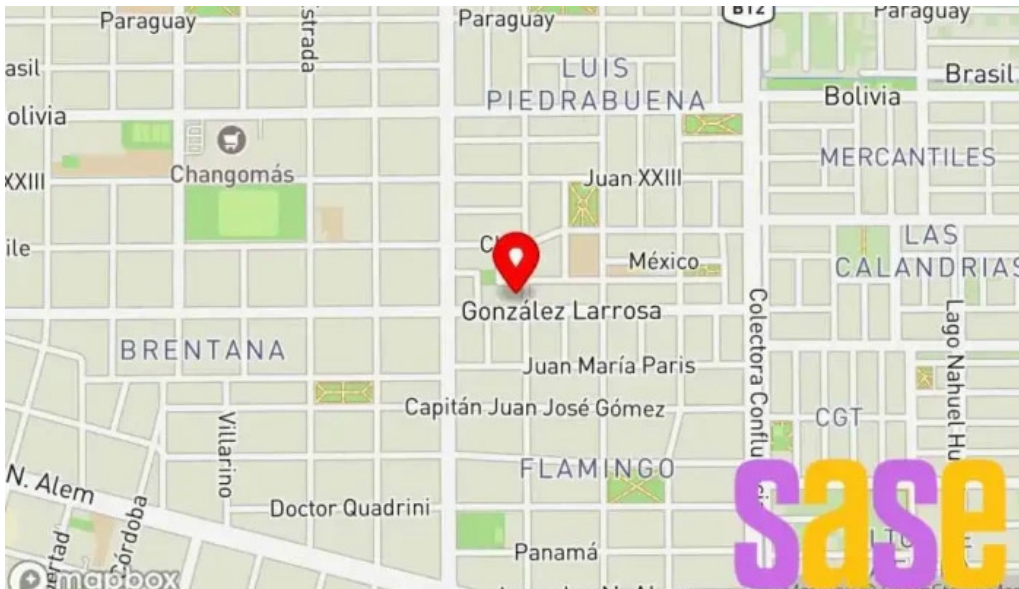 Paraguay
Paraguay
B12
Paraguay
strada
asil
LUIS
PIEDRABUENA
Brasil
Bolivia
olivia
MERCANTILES
Changomás
Juan XXIII
XXIII
LAS
CALANDRIAS
ile
México
González Larrosa
Colectora Conflu
Lago Nahuel Hu
BRENTANA
Juan María Paris
Capitán Juan José Gómez
CGT
Villarino
FLAMINGO
N. Alem
Doctor Quadrini
Córdoba
ertad
Panamá
sase
mapbox